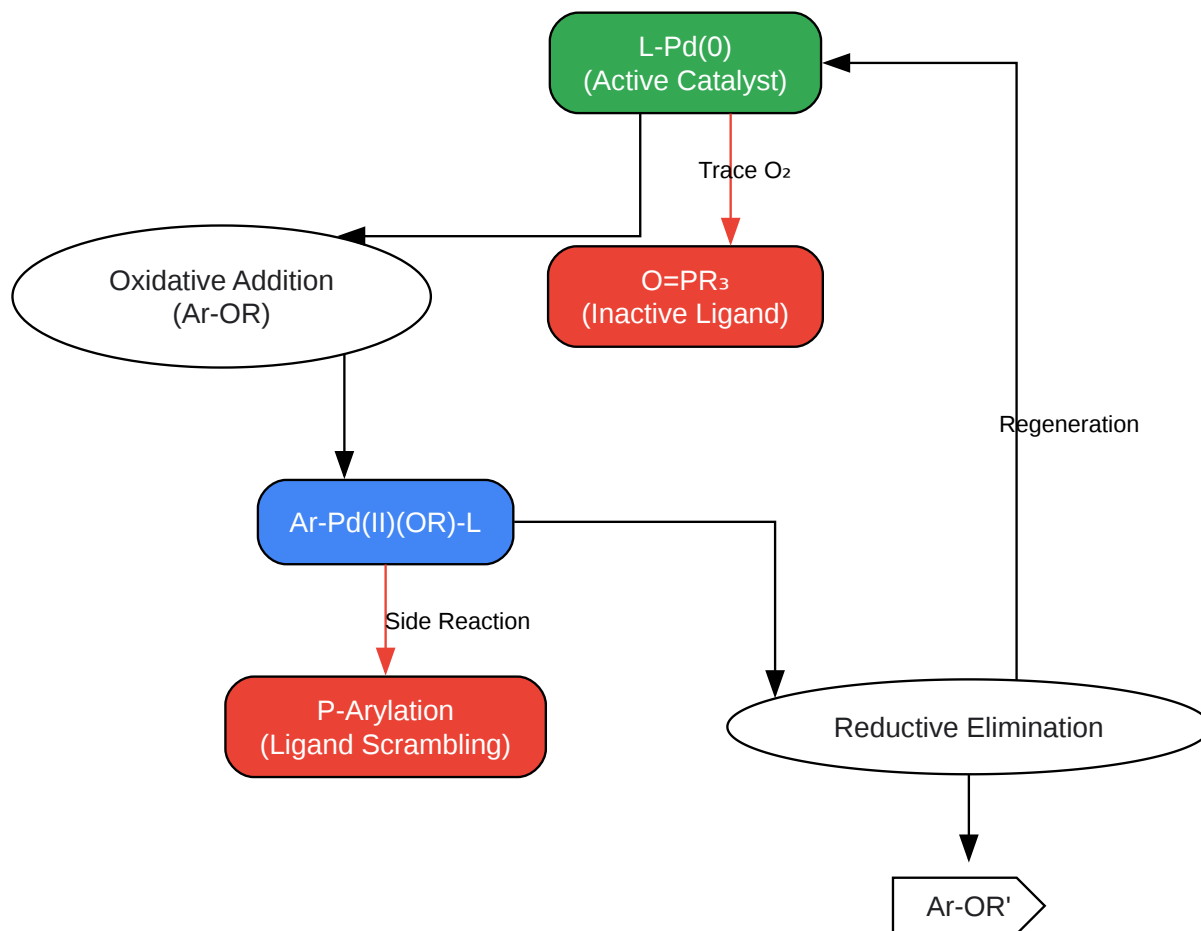 L-Pd(0)
(Active Catalyst)
Trace O₂
Oxidative Addition
(Ar-OR)
O=PR₃
(Inactive Ligand)
Regeneration
Ar-Pd(II)(OR)-L
Side Reaction
P-Arylation
(Ligand Scrambling)
Reductive Elimination
Ar-OR'